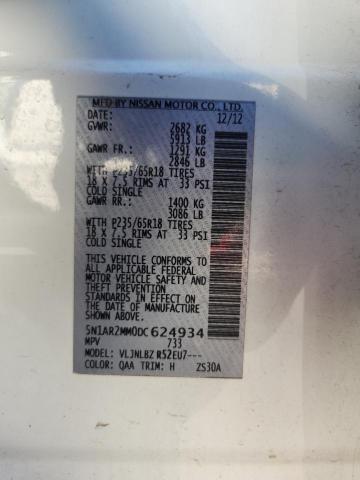 MFD BY NISSAN MOTOR CO., LTD.
DATE: 12/12
GVWR: 2682 KG
5913 LB
GAWR FR: 1291 KG
2846 LB
WITH P235/65R18 TIRES
18 X 7.5 RIMS AT 33 PSI
COLD SINGLE
GAWR RR: 1400 KG
3086 LB
WITH P235/65R18 TIRES
18 X 7.5 RIMS AT 33 PSI
COLD SINGLE
THIS VEHICLE CONFORMS TO
ALL APPLICABLE FEDERAL
MOTOR VEHICLE SAFETY AND
THEFT PREVENTION
STANDARDS IN EFFECT ON
THE DATE OF MANUFACTURE
SHOWN ABOVE.
5N1AR2MM0DC624934
MPV 733
MODEL: VLJNLBZ R52EU7---
COLOR: QAA TRIM: H ZS30A